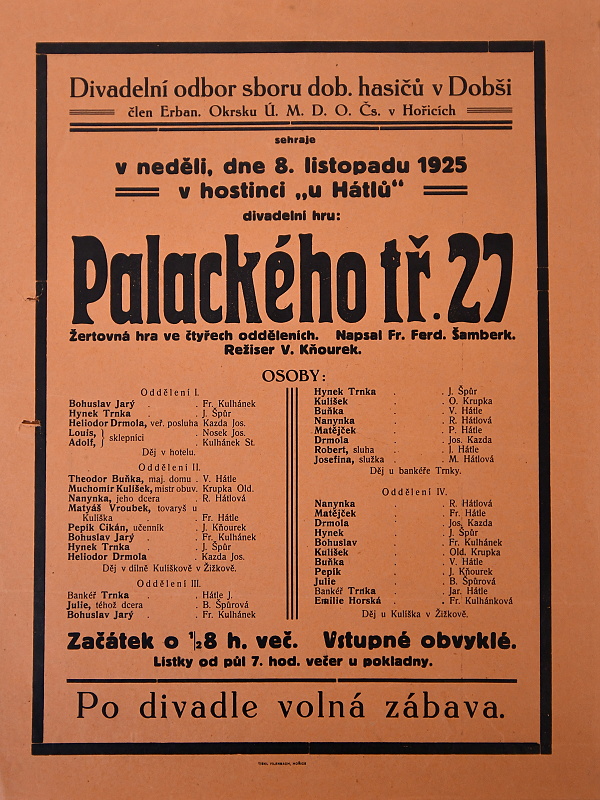 Divadelní odbor sboru dob. hasičů v Dobši
člen Erban. Okrsku Ú. M. D. O. Čs. v Hořicích
sehraje
v neděli, dne 8. listopadu 1925
v hostinci „u Hátlů"
divadelní hru:
Palackého tř. 27
Žertovná hra ve čtyřech odděleních. Napsal Fr. Ferd. Šamberk.
Režiser V. Kňourek.
OSOBY:
Oddělení I.
Bohuslav Jarý . . Fr. Kulhánek
Hynek Trnka . . J. Špůr
Heliodor Drmola, veř. posluha Kazda Jos.
Louis, } sklepníci . Nosek Jos.
Adolf, . Kulhánek St.
Děj v hotelu.
Oddělení II.
Theodor Buňka, maj. domu . V. Hátle
Muchomír Kulíšek, mistr obuv. Krupka Old.
Nanynka, jeho dcera . R. Hátlová
Matyáš Vroubek, tovaryš u
Kulíška . . Fr. Hátle
Pepík Cikán, učenník . J. Kňourek
Bohuslav Jarý . . Fr. Kulhánek
Hynek Trnka . . J. Špůr
Heliodor Drmola . Kazda Jos.
Děj v dílně Kulíškově v Žižkově.
Oddělení III.
Bankéř Trnka . . Hátle J.
Julie, téhož dcera . B. Špůrová
Bohuslav Jarý . . Fr. Kulhánek
Hynek Trnka . . J. Špůr
Kulíšek . . O. Krupka
Buňka . . V. Hátle
Nanynka . . R. Hátlová
Matějček . . P. Hátle
Drmola . . Jos. Kazda
Robert, sluha . . J. Hátle
Josefina, služka . . M. Hátlová
Děj u bankéře Trnky.
Oddělení IV.
Nanynka . . R. Hátlová
Matějček . . Fr. Hátle
Drmola . . Jos. Kazda
Hynek . . J. Špůr
Bohuslav . . Fr. Kulhánek
Kulíšek . . Old. Krupka
Buňka . . V. Hátle
Pepík . . J. Kňourek
Julie . . B. Špůrová
Bankéř Trnka . . Jar. Hátle
Emilie Horská . . Fr. Kulhánková
Děj u Kulíška v Žižkově.
Začátek o ½8 h. več. Vstupné obvyklé.
Lístky od půl 7. hod. večer u pokladny.
Po divadle volná zábava.